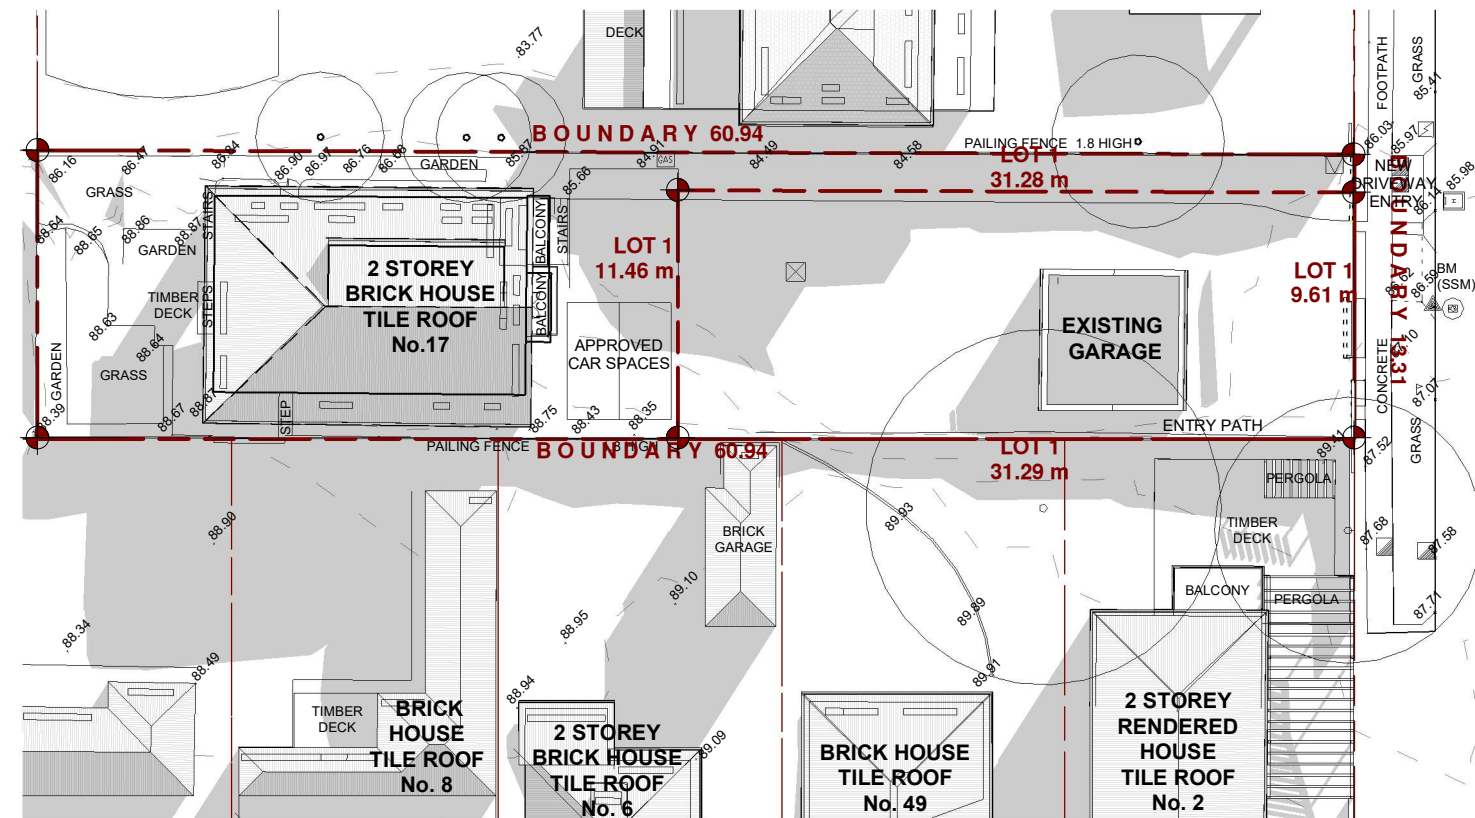 DECK
83.77
FOOTPATH
GRASS
85.41
BOUNDARY 60.94
PAILING FENCE 1.8 HIGH
86.03
85.97
86.16
86.47
86.24
86.90
86.97
86.76
86.68
GARDEN
85.87
85.66
84.91
GAS
84.49
84.58
LOT 1
31.28 m
NEW
DRIVEWAY
ENTRY
86.14
85.98
GRASS
88.64
88.65
88.86
88.87
GARDEN
STAIRS
BALCONY
STAIRS
LOT 1
11.46 m
LOT 1
9.61 m
BOUNDARY 13.31
86.59
BM
(SSM)
TIMBER
DECK
STEPS
2 STOREY
BRICK HOUSE
TILE ROOF
No.17
BALCONY
APPROVED
CAR SPACES
EXISTING
GARAGE
88.63
88.64
GARDEN
GRASS
CONCRETE
87.07
88.39
88.67
88.87
STEP
88.75
88.43
88.35
ENTRY PATH
89.41
87.52
GRASS
PAILING FENCE
BOUNDARY 60.94
LOT 1
31.29 m
PERGOLA
88.90
BRICK
GARAGE
89.93
TIMBER
DECK
87.68
87.58
89.10
BALCONY
PERGOLA
87.71
88.34
88.49
88.95
89.89
88.94
89.91
89.09
TIMBER
DECK
BRICK
HOUSE
TILE ROOF
No. 8
2 STOREY
BRICK HOUSE
TILE ROOF
No. 6
BRICK HOUSE
TILE ROOF
No. 49
2 STOREY
RENDERED
HOUSE
TILE ROOF
No. 2